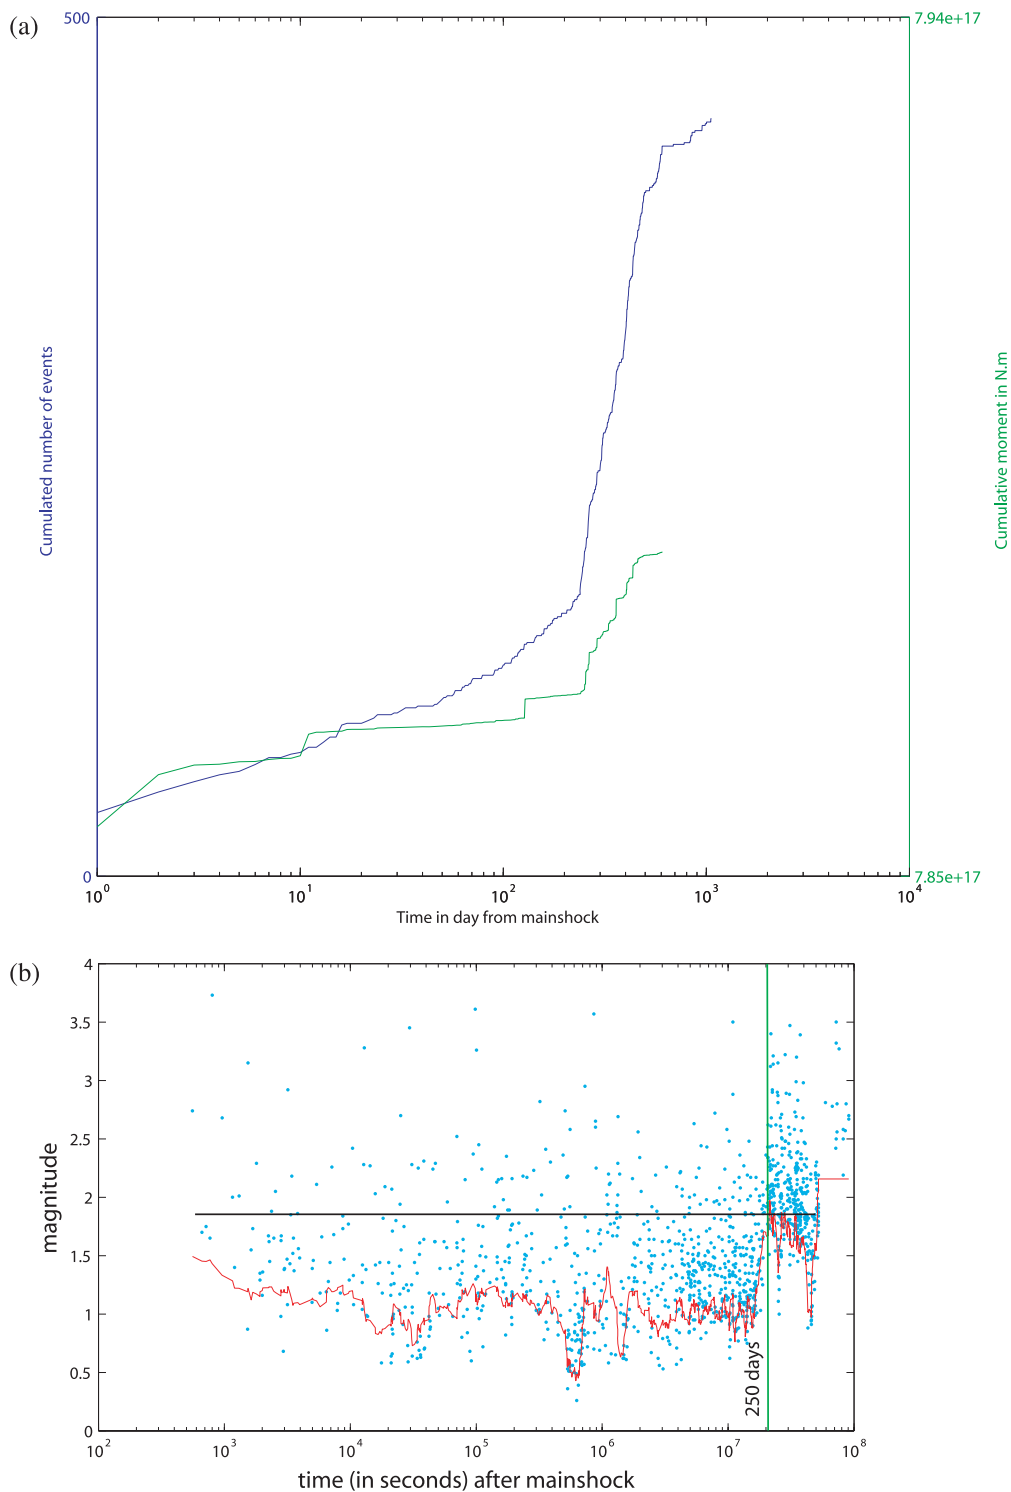 (a)
500
7.94e+17
Cumulated number of events
Cumulative moment in N.m
0
7.85e+17
10^0 10^1 10^2 10^3 10^4
Time in day from mainshock
(b)
4
3.5
3
2.5
2
1.5
1
0.5
0
magnitude
250 days
10^2 10^3 10^4 10^5 10^6 10^7 10^8
time (in seconds) after mainshock